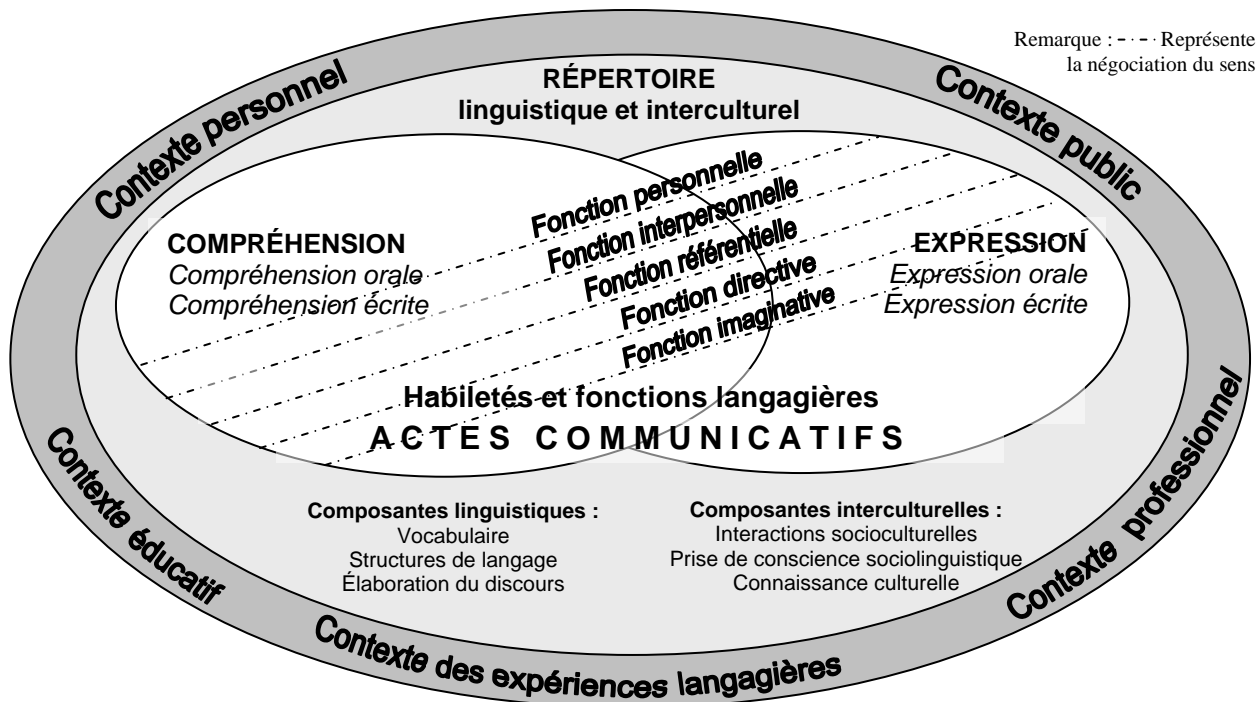 Remarque : - · - · Représente
la négociation du sens
Contexte personnel
Contexte public
RÉPERTOIRE
linguistique et interculturel
Fonction personnelle
Fonction interpersonnelle
Fonction référentielle
Fonction directive
Fonction imaginative
COMPRÉHENSION
Compréhension orale
Compréhension écrite
EXPRESSION
Expression orale
Expression écrite
Habiletés et fonctions langagières
ACTES COMMUNICATIFS
Composantes linguistiques :
Vocabulaire
Structures de langage
Élaboration du discours
Composantes interculturelles :
Interactions socioculturelles
Prise de conscience sociolinguistique
Connaissance culturelle
Contexte éducatif
Contexte professionnel
Contexte des expériences langagières